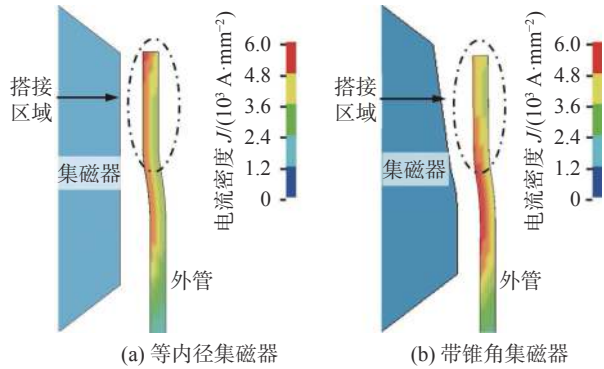 搭接
区域
集磁器
外管
电流密度 J/(10³ A·mm⁻²)
6.0
4.8
3.6
2.4
1.2
0
(a) 等内径集磁器
搭接
区域
集磁器
外管
电流密度 J/(10³ A·mm⁻²)
6.0
4.8
3.6
2.4
1.2
0
(b) 带锥角集磁器